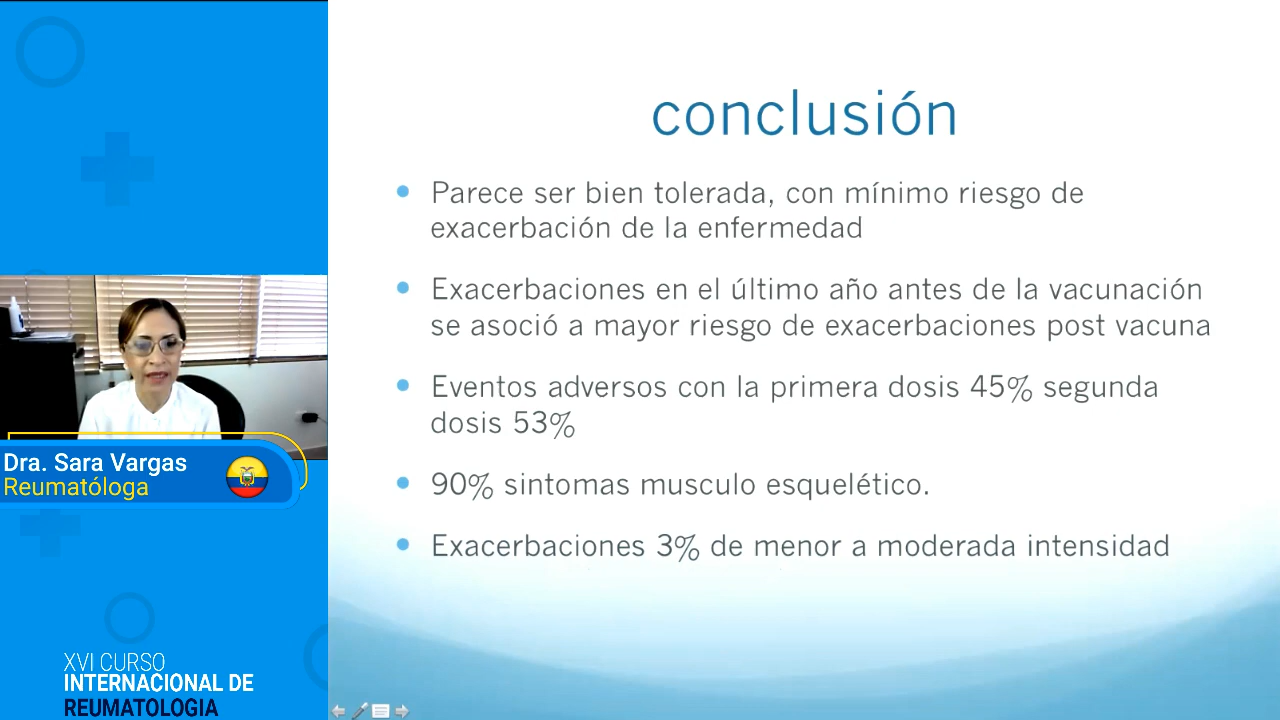 conclusión
Parece ser bien tolerada, con mínimo riesgo de
exacerbación de la enfermedad
Exacerbaciones en el último año antes de la vacunación
se asoció a mayor riesgo de exacerbaciones post vacuna
Eventos adversos con la primera dosis 45% segunda
dosis 53%
90% sintomas musculo esquelético.
Exacerbaciones 3% de menor a moderada intensidad
Dra. Sara Vargas
Reumatóloga
XVI CURSO
INTERNACIONAL DE
REUMATOLOGIA